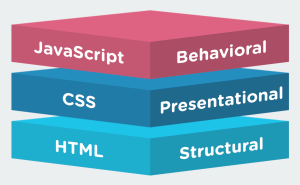 JavaScript Behavioral
CSS Presentational
HTML Structural